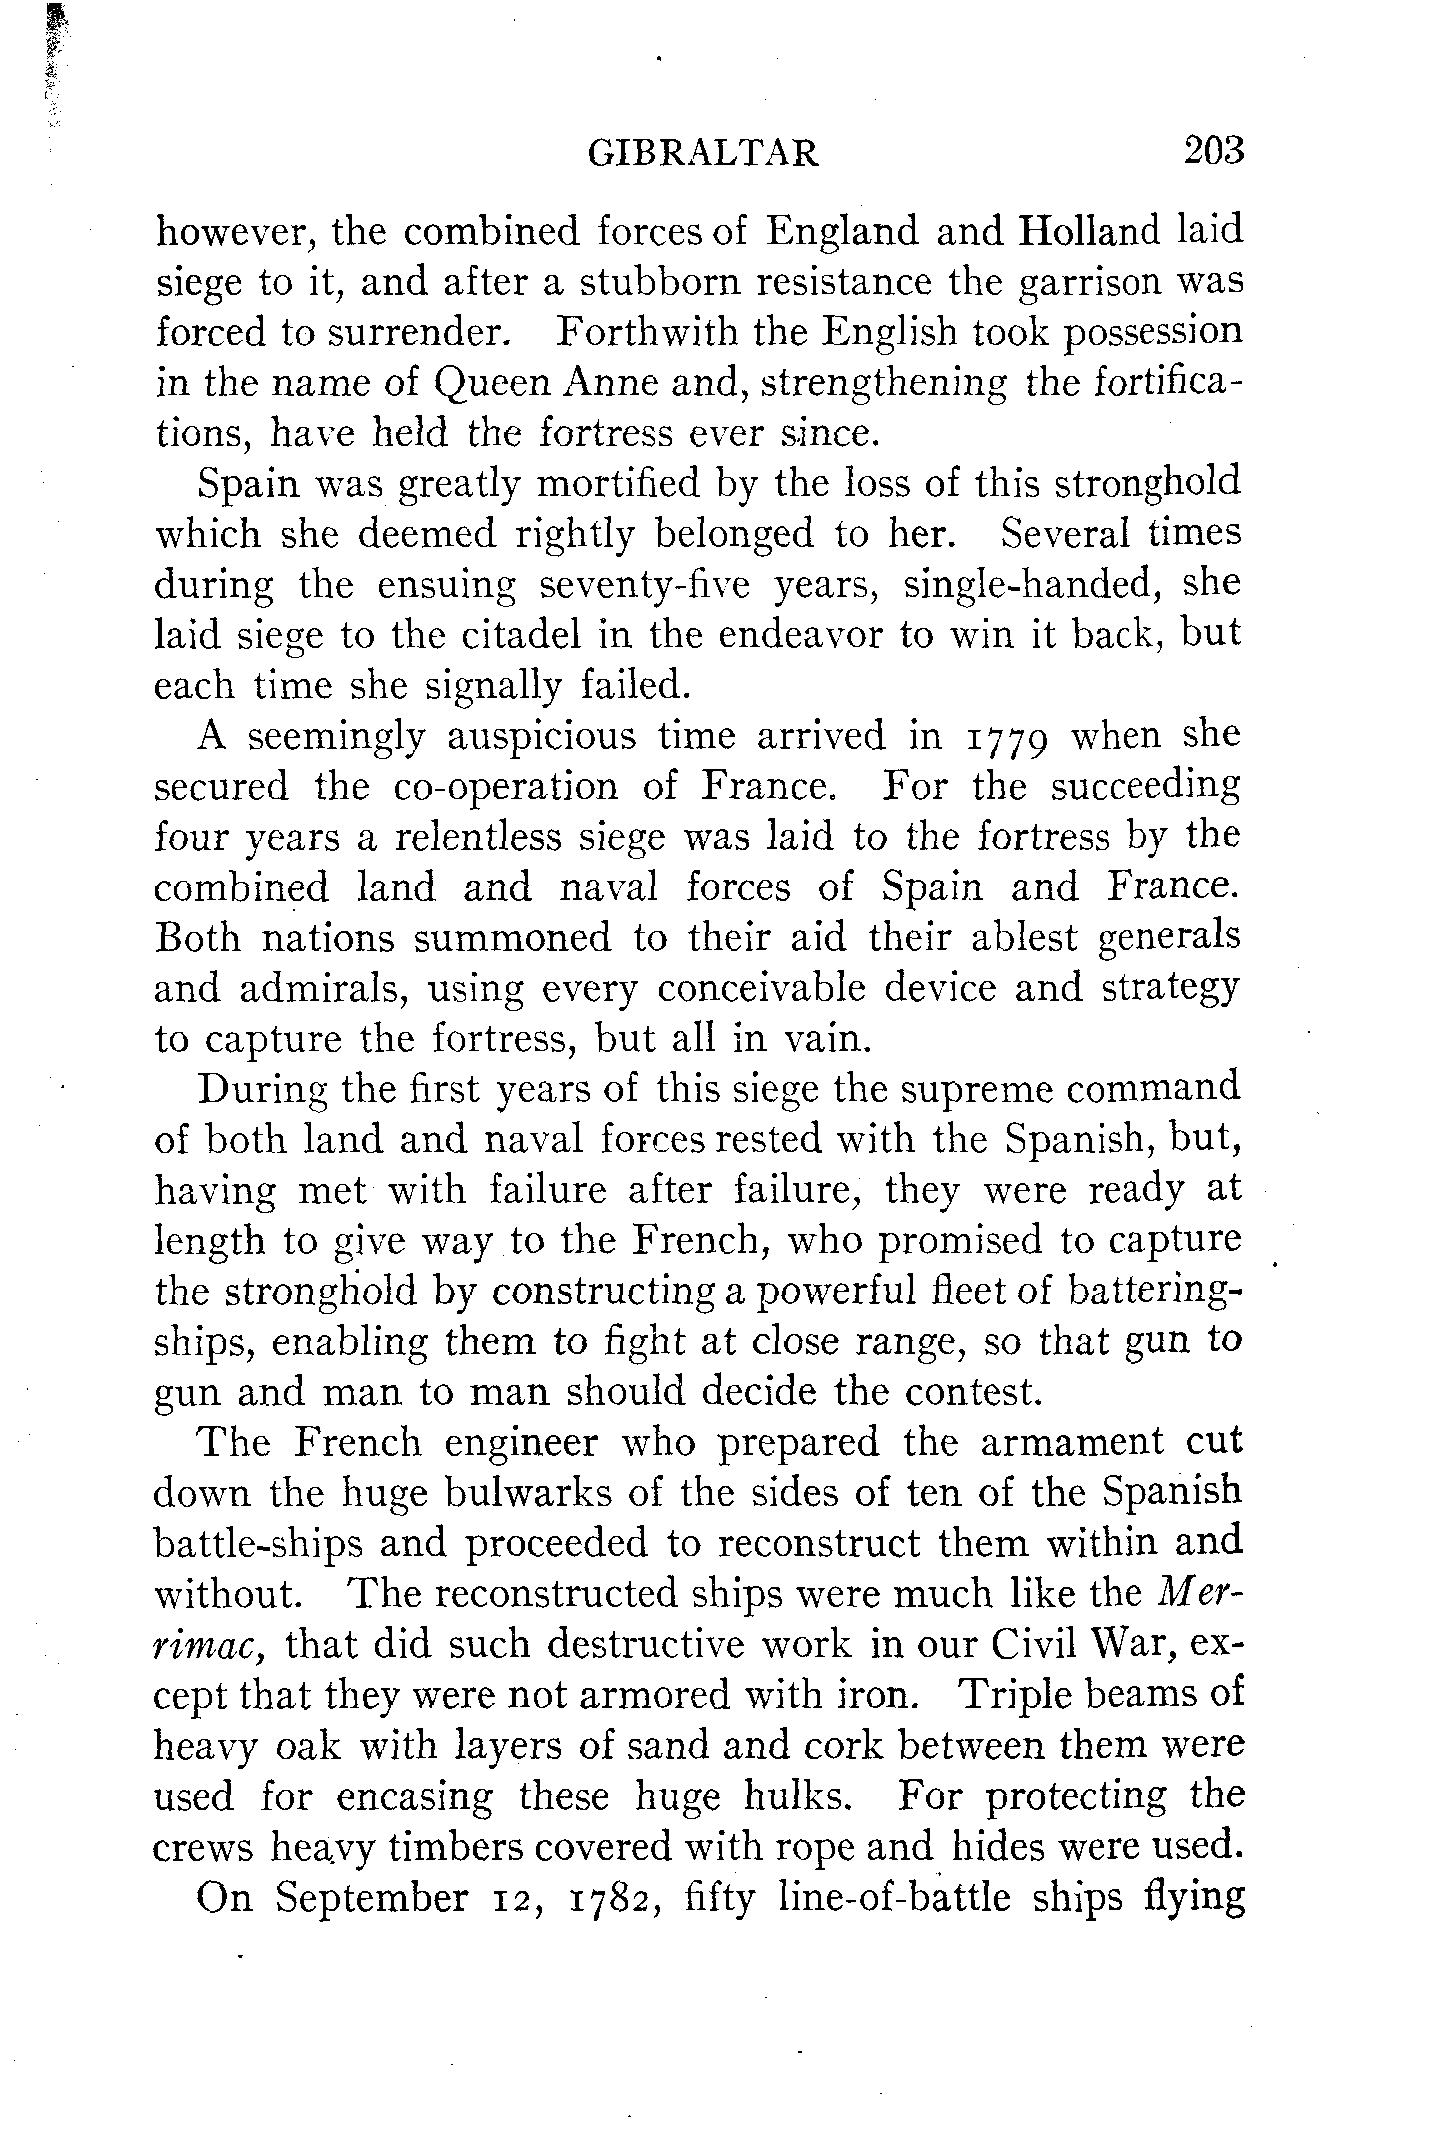 GIBRALTAR 203
however, the combined forces of England and Holland laid
siege to it, and after a stubborn resistance the garrison was
forced to surrender. Forthwith the English took possession
in the name of Queen Anne and, strengthening the fortifica-
tions, have held the fortress ever since.
Spain was greatly mortified by the loss of this stronghold
which she deemed rightly belonged to her. Several times
during the ensuing seventy-five years, single-handed, she
laid siege to the citadel in the endeavor to win it back, but
each time she signally failed.
A seemingly auspicious time arrived in 1779 when she
secured the co-operation of France. For the succeeding
four years a relentless siege was laid to the fortress by the
combined land and naval forces of Spain and France.
Both nations summoned to their aid their ablest generals
and admirals, using every conceivable device and strategy
to capture the fortress, but all in vain.
During the first years of this siege the supreme command
of both land and naval forces rested with the Spanish, but,
having met with failure after failure, they were ready at
length to give way to the French, who promised to capture
the stronghold by constructing a powerful fleet of battering-
ships, enabling them to fight at close range, so that gun to
gun and man to man should decide the contest.
The French engineer who prepared the armament cut
down the huge bulwarks of the sides of ten of the Spanish
battle-ships and proceeded to reconstruct them within and
without. The reconstructed ships were much like the Mer-
rimac, that did such destructive work in our Civil War, ex-
cept that they were not armored with iron. Triple beams of
heavy oak with layers of sand and cork between them were
used for encasing these huge hulks. For protecting the
crews heavy timbers covered with rope and hides were used.
On September 12, 1782, fifty line-of-battle ships flying